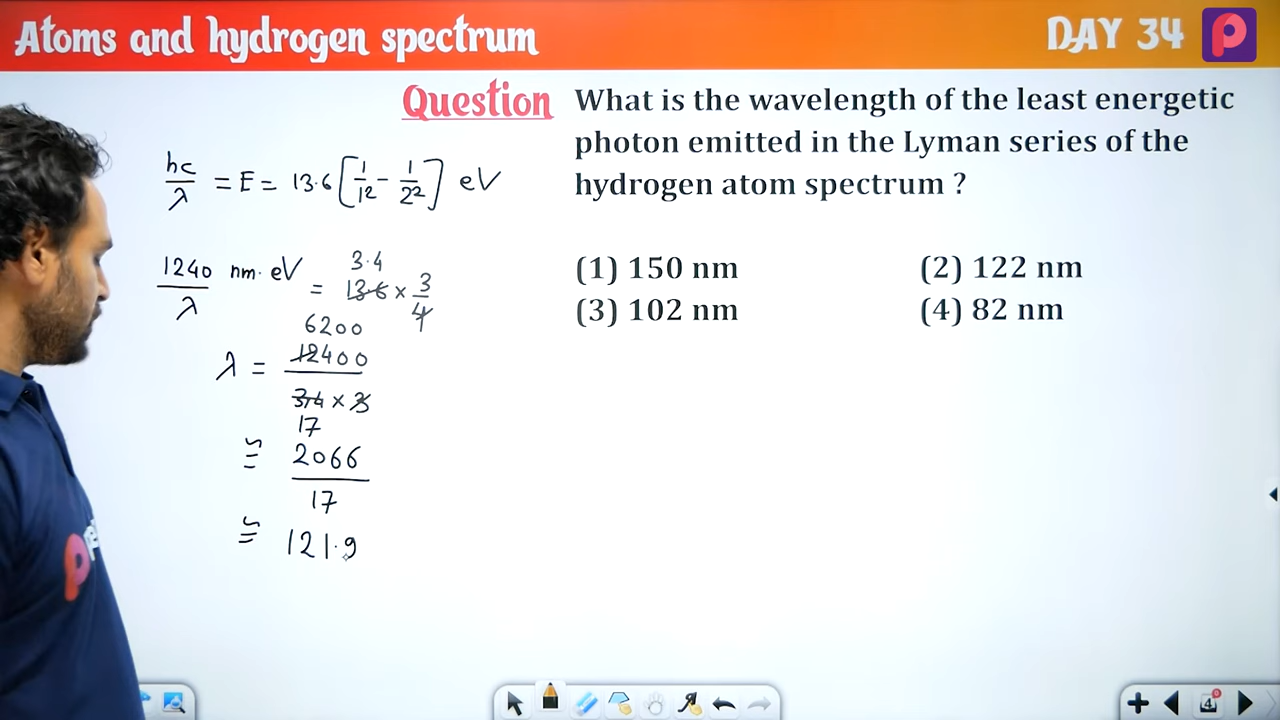 Atoms and hydrogen spectrum
DAY 34
Question
What is the wavelength of the least energetic
photon emitted in the Lyman series of the
hydrogen atom spectrum ?
(1) 150 nm
(2) 122 nm
(3) 102 nm
(4) 82 nm
hc/λ = E = 13.6 [1/1² - 1/2²] eV
3.4
1240/λ nm·eV = 13.6 × 3/4
6200
λ = 12400/3.4 × 3
17
≅ 2066/17
≅ 121.9
4